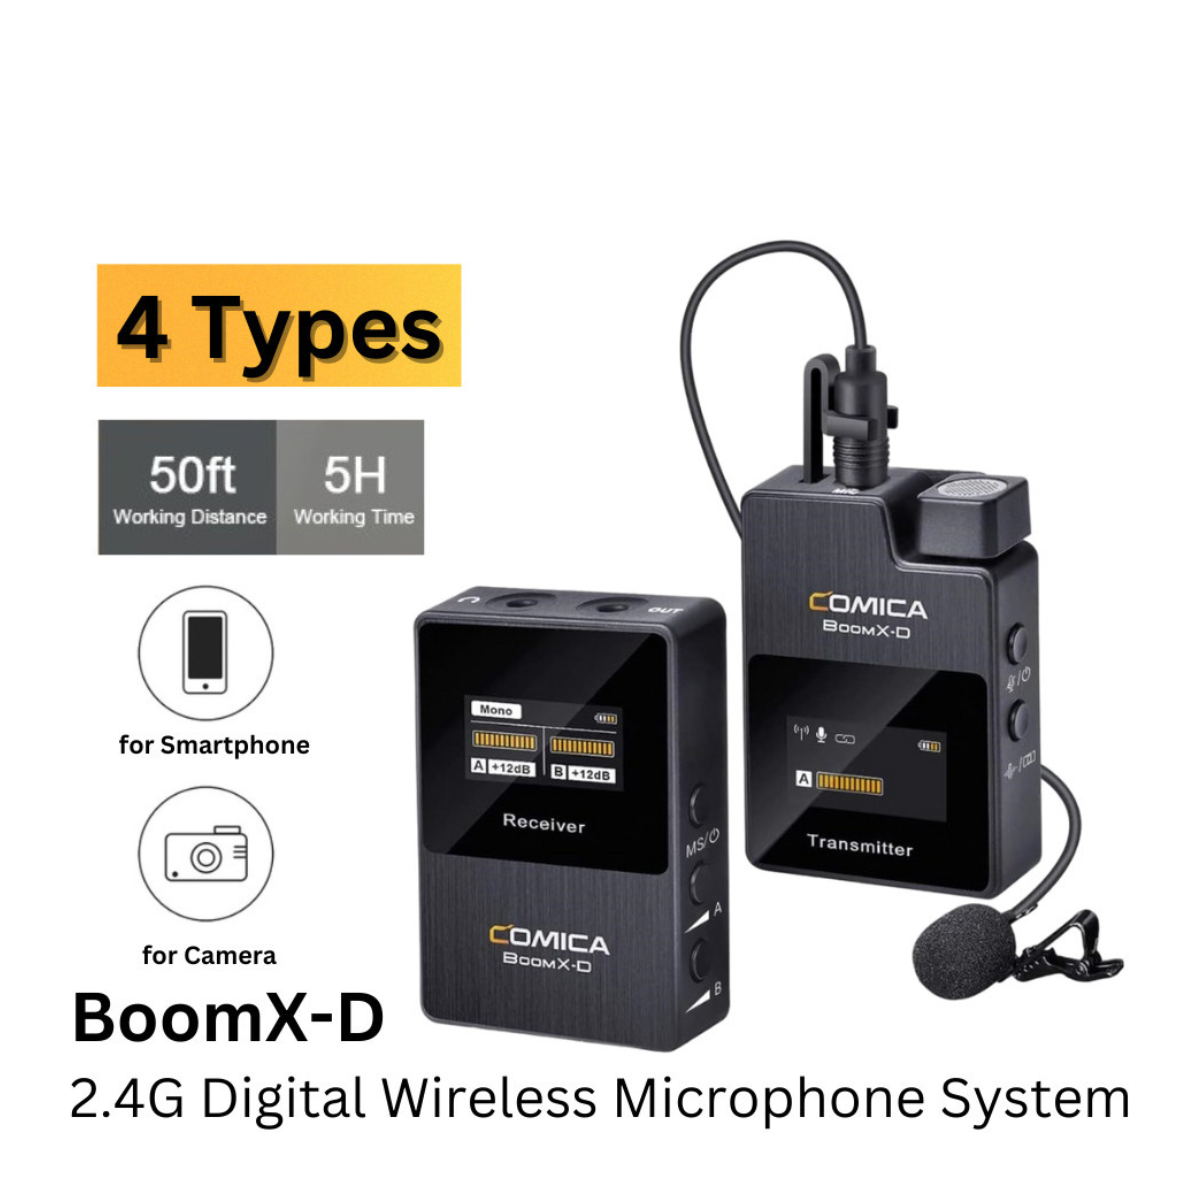 4 Types
50ft
Working Distance
5H
Working Time
for Smartphone
for Camera
BoomX-D
2.4G Digital Wireless Microphone System
OUT
Mono
A +12dB
B +12dB
Receiver
MS/
A
B
COMICA
BoomX-D
MIC
COMICA
BoomX-D
A
Transmitter